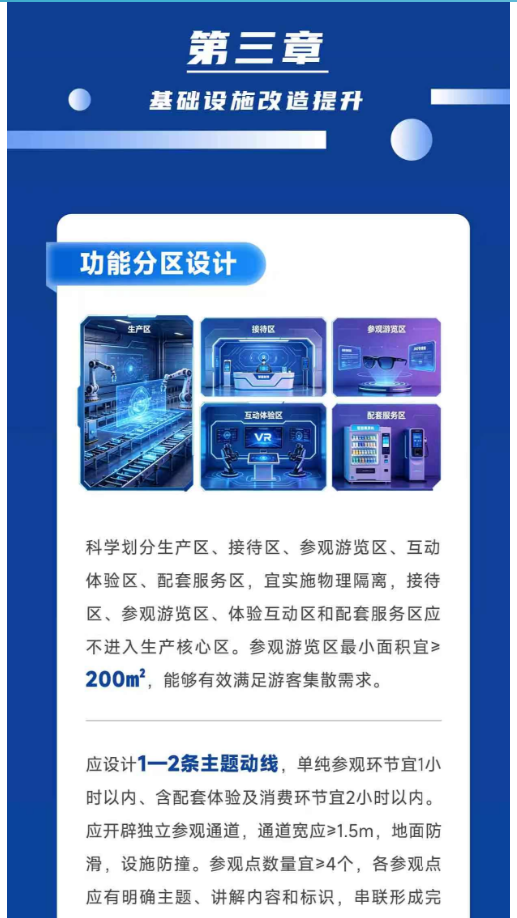 第三章
基础设施改造提升
功能分区设计
生产区
接待区
参观游览区
互动体验区
VR
配套服务区
科学划分生产区、接待区、参观游览区、互动
体验区、配套服务区，宜实施物理隔离，接待
区、参观游览区、体验互动区和配套服务区应
不进入生产核心区。参观游览区最小面积宜≥
200㎡，能够有效满足游客集散需求。
应设计1—2条主题动线，单纯参观环节宜1小
时以内、含配套体验及消费环节宜2小时以内。
应开辟独立参观通道，通道宽应≥1.5m，地面防
滑，设施防撞。参观点数量宜≥4个，各参观点
应有明确主题、讲解内容和标识，串联形成完